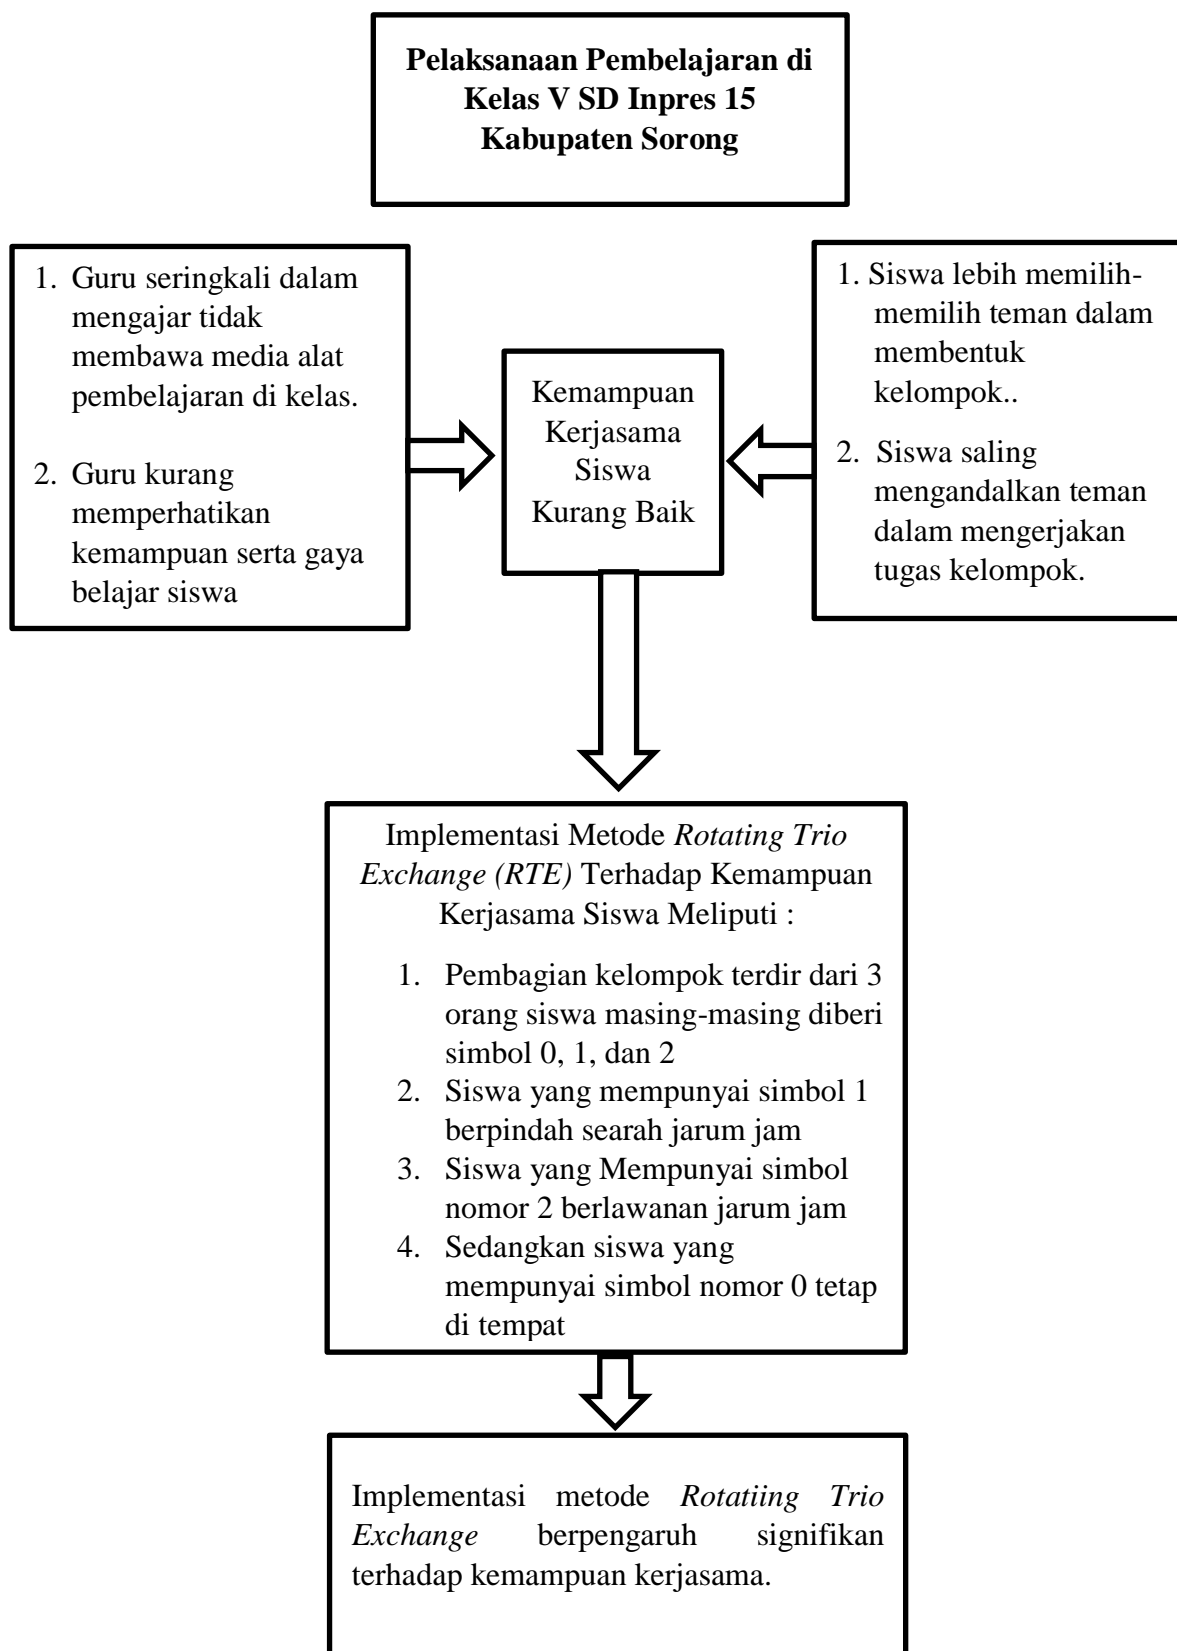 Pelaksanaan Pembelajaran di
Kelas V SD Inpres 15
Kabupaten Sorong
1. Guru seringkali dalam
mengajar tidak
membawa media alat
pembelajaran di kelas.
2. Guru kurang
memperhatikan
kemampuan serta gaya
belajar siswa
Kemampuan
Kerjasama
Siswa
Kurang Baik
1. Siswa lebih memilih-
memilih teman dalam
membentuk
kelompok..
2. Siswa saling
mengandalkan teman
dalam mengerjakan
tugas kelompok.
Implementasi Metode Rotating Trio
Exchange (RTE) Terhadap Kemampuan
Kerjasama Siswa Meliputi :
1. Pembagian kelompok terdir dari 3
orang siswa masing-masing diberi
simbol 0, 1, dan 2
2. Siswa yang mempunyai simbol 1
berpindah searah jarum jam
3. Siswa yang Mempunyai simbol
nomor 2 berlawanan jarum jam
4. Sedangkan siswa yang
mempunyai simbol nomor 0 tetap
di tempat
Implementasi metode Rotatiing Trio
Exchange berpengaruh signifikan
terhadap kemampuan kerjasama.